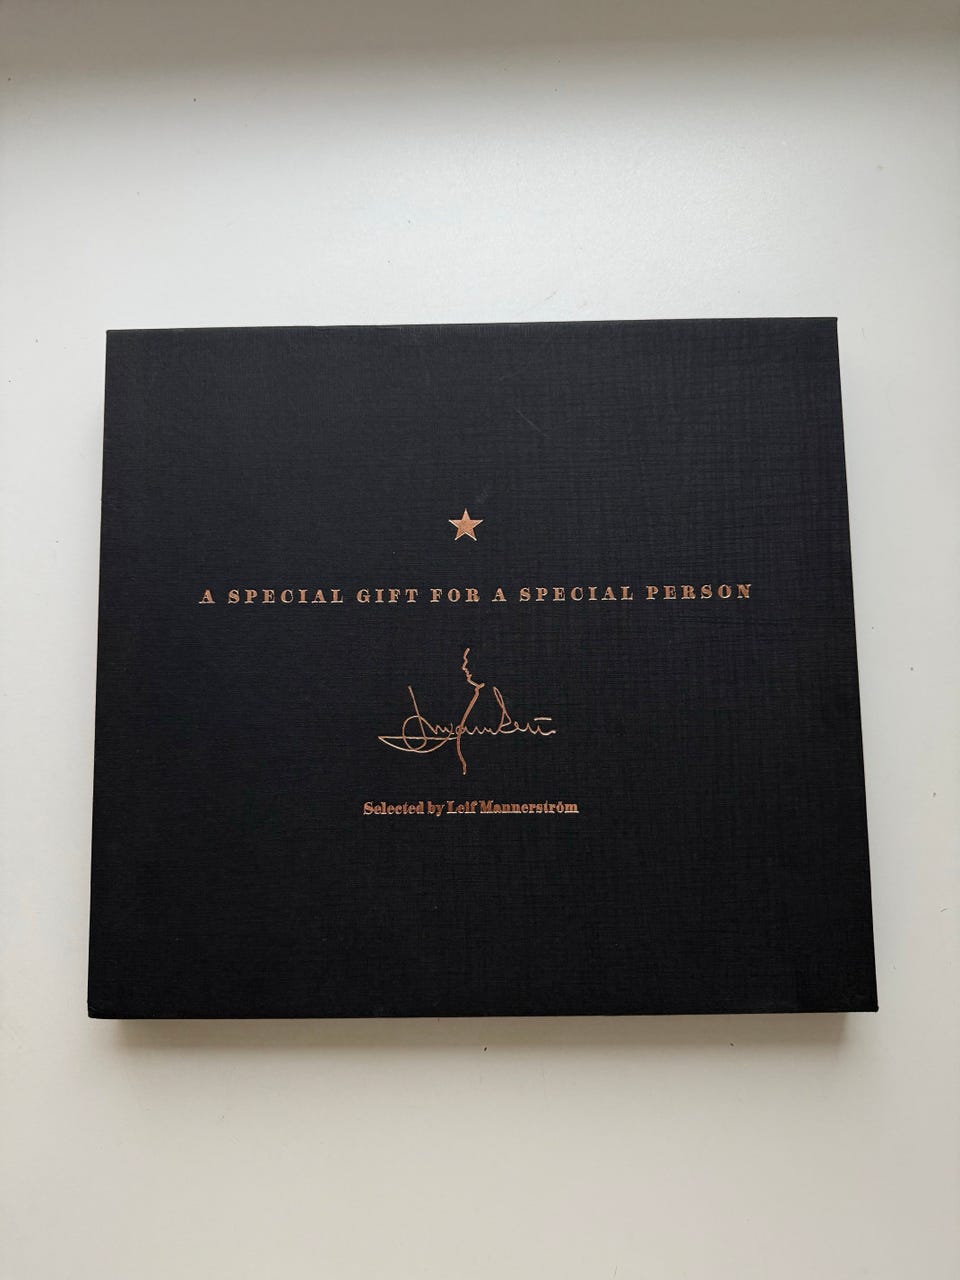 A SPECIAL GIFT FOR A SPECIAL PERSON
Selected by Leif Mannerström